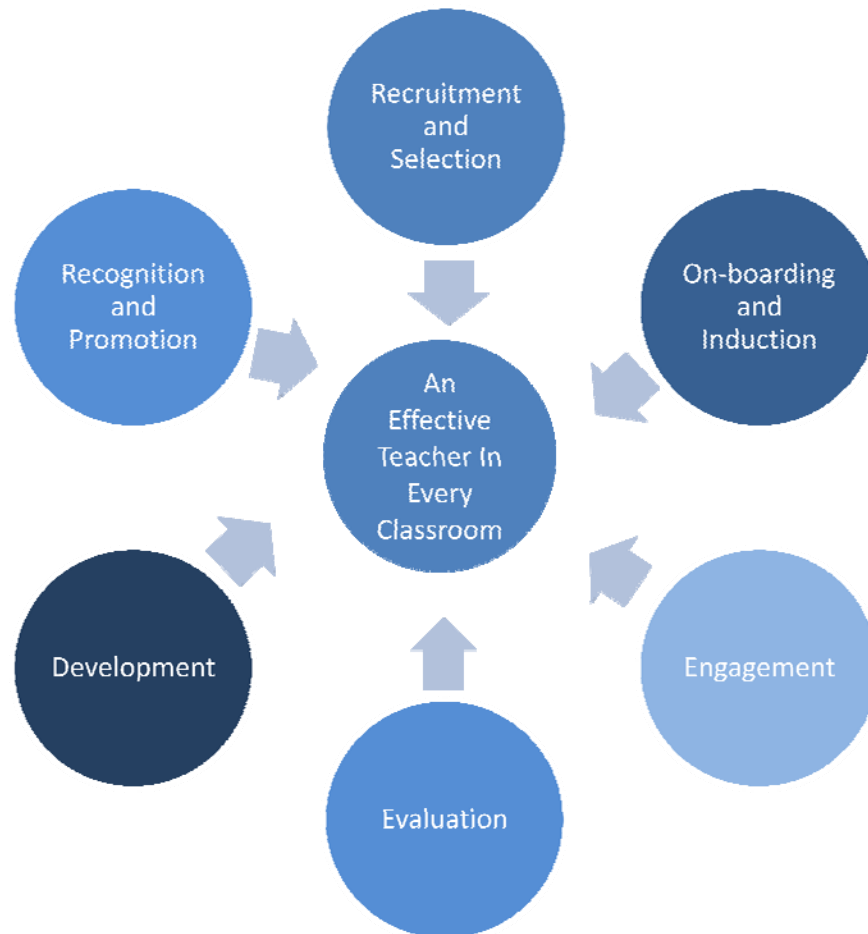 Recruitment
and
Selection
On-boarding
and
Induction
Engagement
Evaluation
Development
Recognition
and
Promotion
An
Effective
Teacher In
Every
Classroom